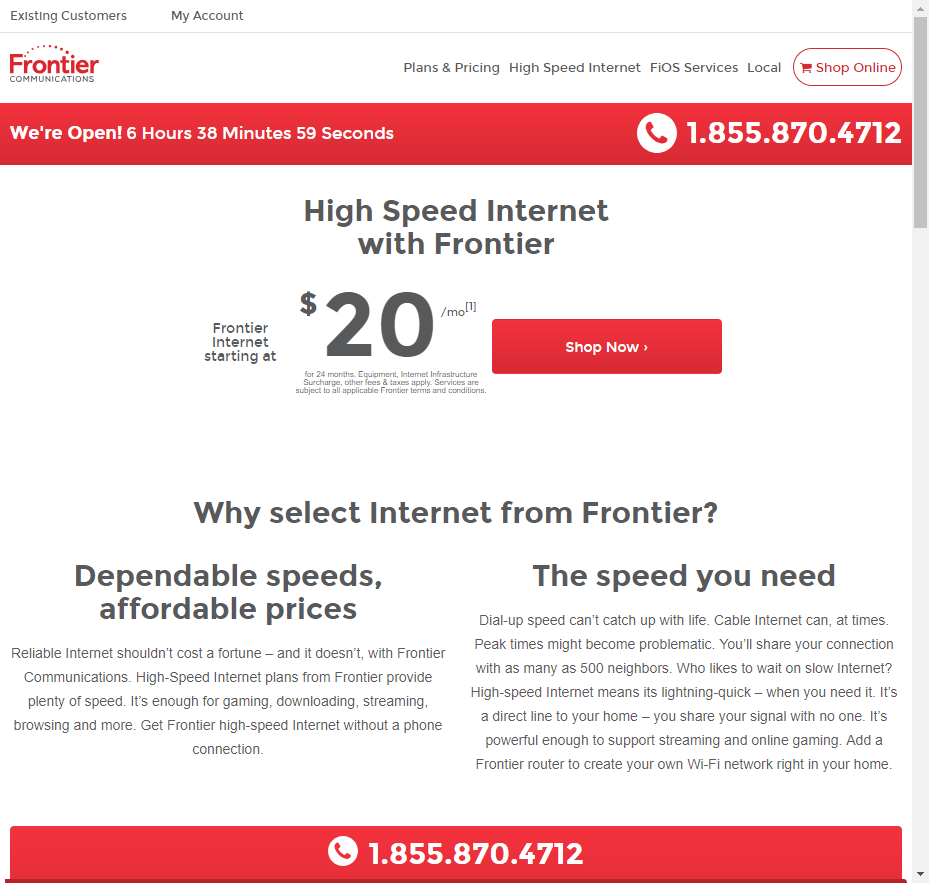 Existing Customers My Account
Frontier
COMMUNICATIONS
Plans & Pricing High Speed Internet FiOS Services Local Shop Online
We're Open! 6 Hours 38 Minutes 59 Seconds
1.855.870.4712
High Speed Internet
with Frontier
Frontier
Internet
starting at
$20/mo[1]
for 24 months. Equipment, Internet Infrastructure
Surcharge, other fees & taxes apply. Services are
subject to all applicable Frontier terms and conditions.
Shop Now ›
Why select Internet from Frontier?
Dependable speeds,
affordable prices
Reliable Internet shouldn’t cost a fortune – and it doesn’t, with Frontier
Communications. High-Speed Internet plans from Frontier provide
plenty of speed. It’s enough for gaming, downloading, streaming,
browsing and more. Get Frontier high-speed Internet without a phone
connection.
The speed you need
Dial-up speed can’t catch up with life. Cable Internet can, at times.
Peak times might become problematic. You’ll share your connection
with as many as 500 neighbors. Who likes to wait on slow Internet?
High-speed Internet means its lightning-quick – when you need it. It’s
a direct line to your home – you share your signal with no one. It’s
powerful enough to support streaming and online gaming. Add a
Frontier router to create your own Wi-Fi network right in your home.
1.855.870.4712